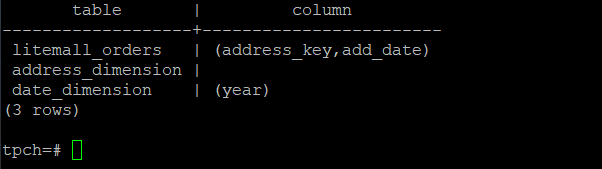 table | column
-------------------+------------------------
litemall_orders | (address_key,add_date)
address_dimension |
date_dimension | (year)
(3 rows)
tpch=#